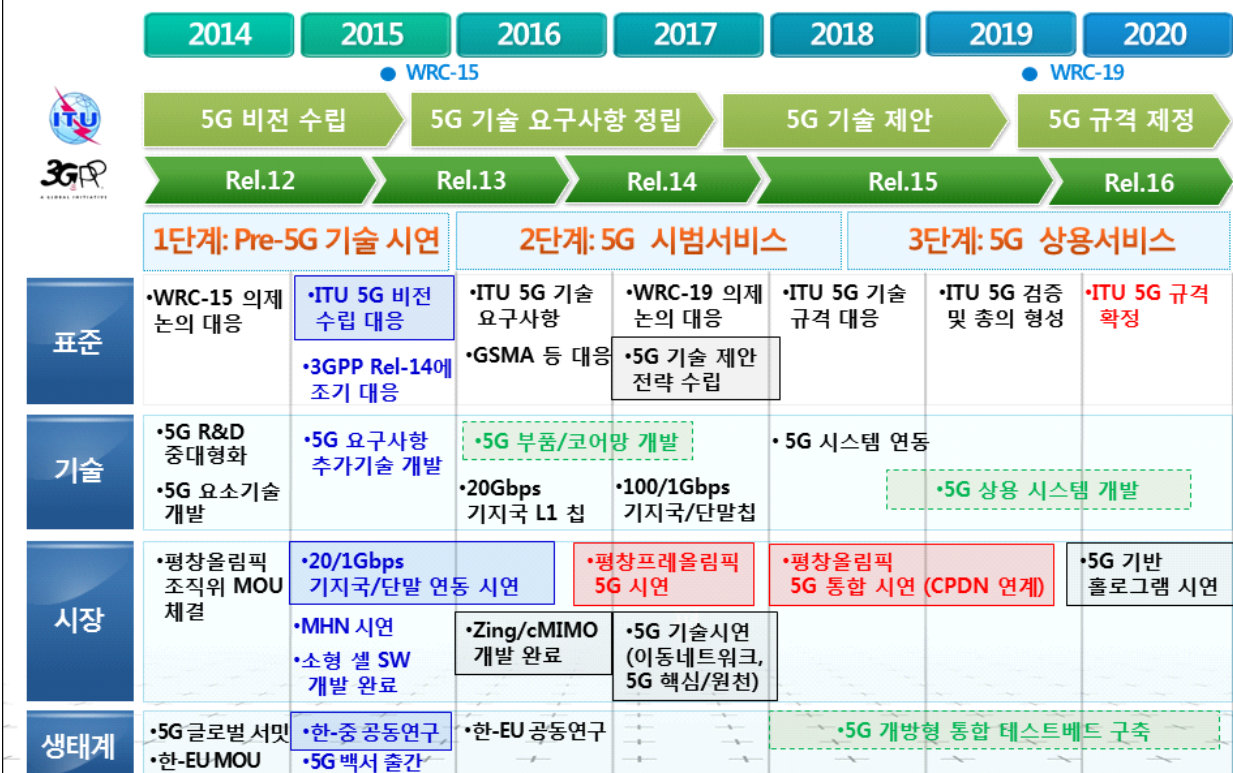 2014 2015 2016 2017 2018 2019 2020
● WRC-15 ● WRC-19
ITU
5G 비전 수립 5G 기술 요구사항 정립 5G 기술 제안 5G 규격 제정
3GPP
A GLOBAL INITIATIVE
Rel.12 Rel.13 Rel.14 Rel.15 Rel.16
1단계: Pre-5G 기술 시연 2단계: 5G 시범서비스 3단계: 5G 상용서비스
표준
•WRC-15 의제
논의 대응
•ITU 5G 비전
수립 대응
•3GPP Rel-14에
조기 대응
•ITU 5G 기술
요구사항
•GSMA 등 대응
•WRC-19 의제
논의 대응
•5G 기술 제안
전략 수립
•ITU 5G 기술
규격 대응
•ITU 5G 검증
및 총의 형성
•ITU 5G 규격
확정
기술
•5G R&D
중대형화
•5G 요소기술
개발
•5G 요구사항
추가기술 개발
•5G 부품/코어망 개발
•20Gbps
기지국 L1 칩
•100/1Gbps
기지국/단말칩
• 5G 시스템 연동
•5G 상용 시스템 개발
시장
•평창올림픽
조직위 MOU
체결
•20/1Gbps
기지국/단말 연동 시연
•MHN 시연
•소형 셀 SW
개발 완료
•Zing/cMIMO
개발 완료
•평창프레올림픽
5G 시연
•5G 기술시연
(이동네트워크,
5G 핵심/원천)
•평창올림픽
5G 통합 시연 (CPDN 연계)
•5G 기반
홀로그램 시연
생태계
•5G 글로벌 서밋
•한-EU MOU
•한-중 공동연구
•5G 백서 출간
•한-EU 공동연구
•5G 개방형 통합 테스트베드 구축